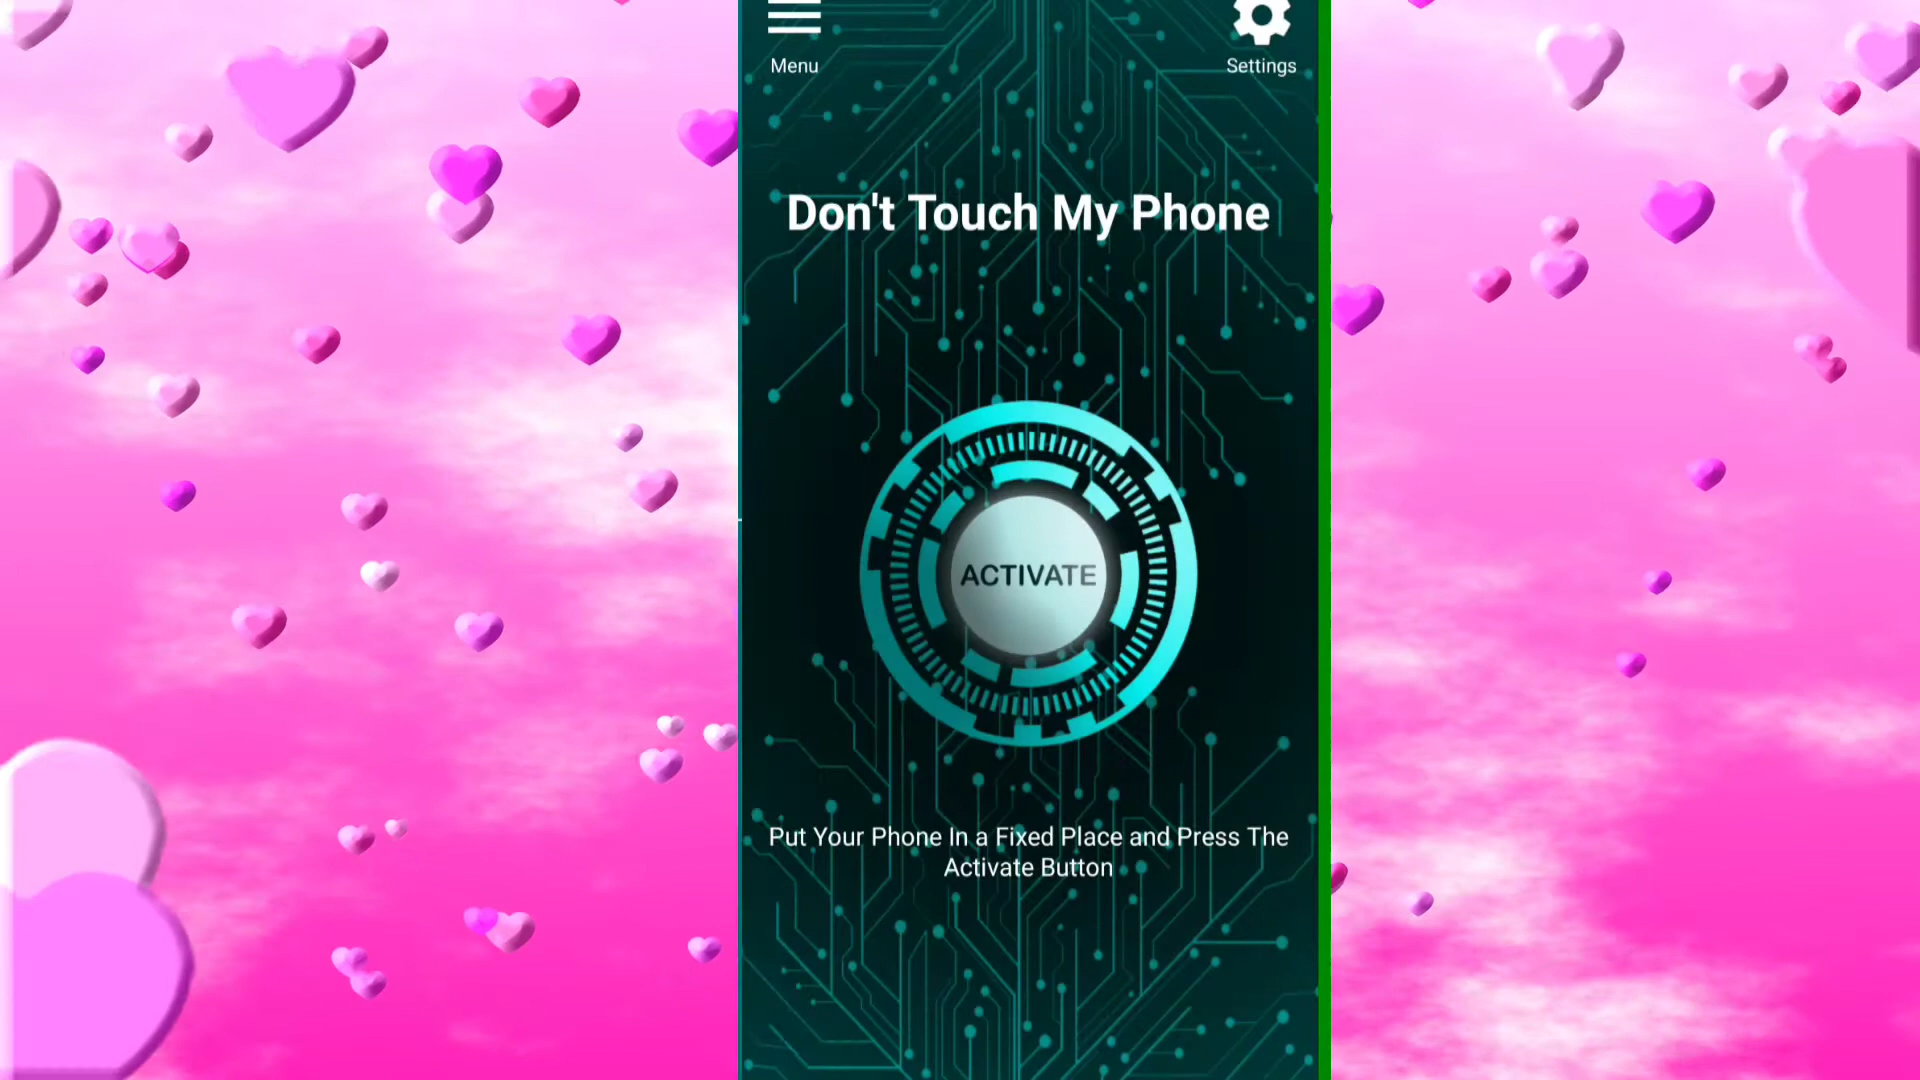 Menu
Settings
Don't Touch My Phone
ACTIVATE
Put Your Phone In a Fixed Place and Press The
Activate Button